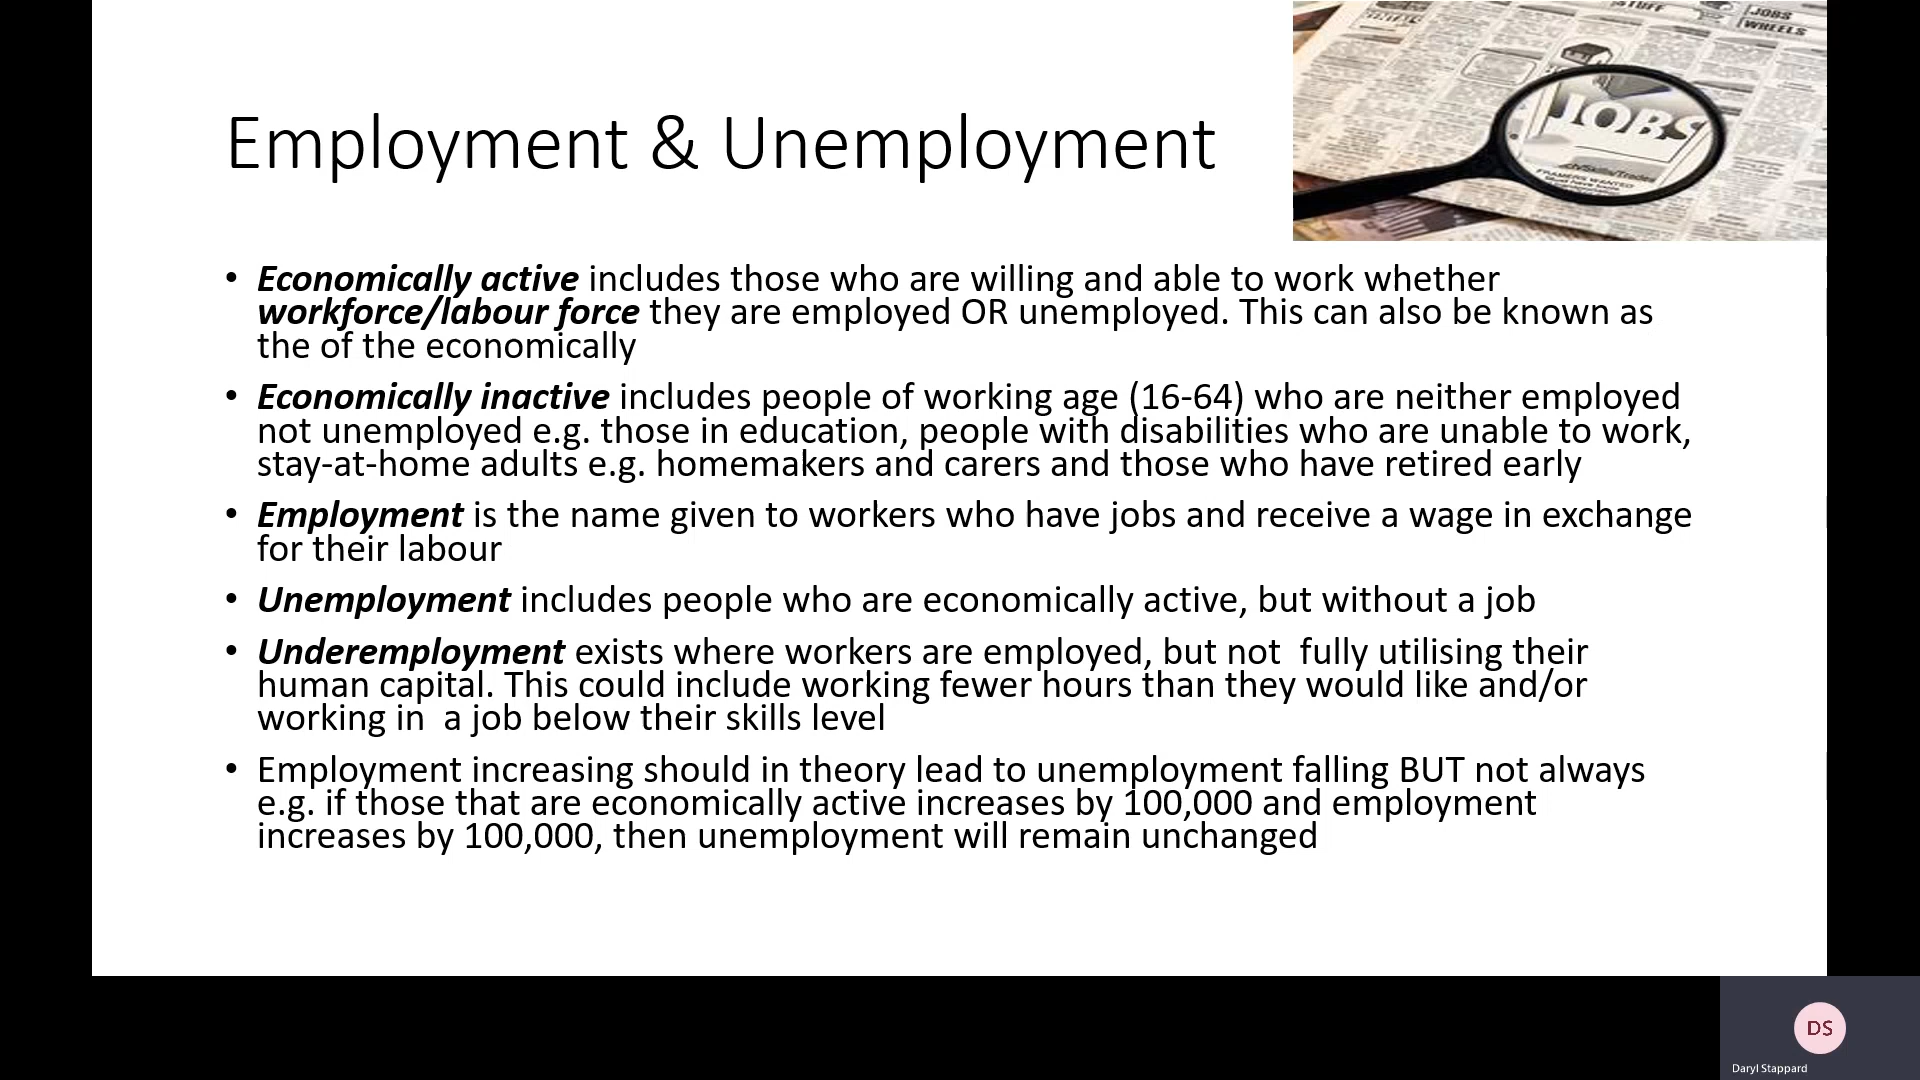 Employment & Unemployment
STUFF
JOBS
WHEELS
JOBS
• Economically active includes those who are willing and able to work whether
workforce/labour force they are employed OR unemployed. This can also be known as
the of the economically
• Economically inactive includes people of working age (16-64) who are neither employed
not unemployed e.g. those in education, people with disabilities who are unable to work,
stay-at-home adults e.g. homemakers and carers and those who have retired early
• Employment is the name given to workers who have jobs and receive a wage in exchange
for their labour
• Unemployment includes people who are economically active, but without a job
• Underemployment exists where workers are employed, but not  fully utilising their
human capital. This could include working fewer hours than they would like and/or
working in  a job below their skills level
• Employment increasing should in theory lead to unemployment falling BUT not always
e.g. if those that are economically active increases by 100,000 and employment
increases by 100,000, then unemployment will remain unchanged
DS
Daryl Stappard